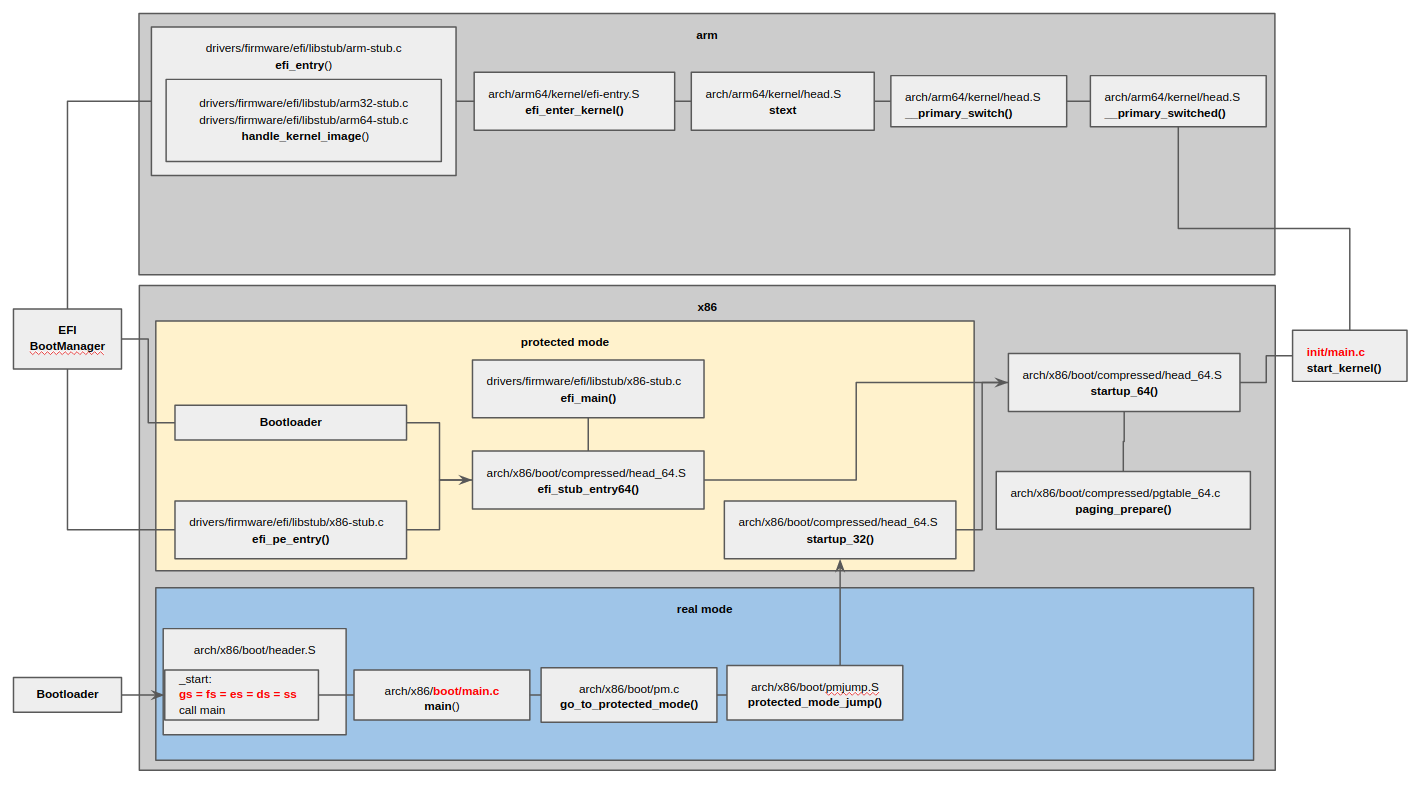 arm
drivers/firmware/efi/libstub/arm-stub.c
efi_entry()
drivers/firmware/efi/libstub/arm32-stub.c
drivers/firmware/efi/libstub/arm64-stub.c
handle_kernel_image()
arch/arm64/kernel/efi-entry.S
efi_enter_kernel()
arch/arm64/kernel/head.S
stext
arch/arm64/kernel/head.S
__primary_switch()
arch/arm64/kernel/head.S
__primary_switched()
EFI
BootManager
x86
protected mode
drivers/firmware/efi/libstub/x86-stub.c
efi_main()
Bootloader
arch/x86/boot/compressed/head_64.S
efi_stub_entry64()
drivers/firmware/efi/libstub/x86-stub.c
efi_pe_entry()
arch/x86/boot/compressed/head_64.S
startup_32()
arch/x86/boot/compressed/head_64.S
startup_64()
arch/x86/boot/compressed/pgtable_64.c
paging_prepare()
init/main.c
start_kernel()
real mode
Bootloader
arch/x86/boot/header.S
_start:
gs = fs = es = ds = ss
call main
arch/x86/boot/main.c
main()
arch/x86/boot/pm.c
go_to_protected_mode()
arch/x86/boot/pmjump.S
protected_mode_jump()